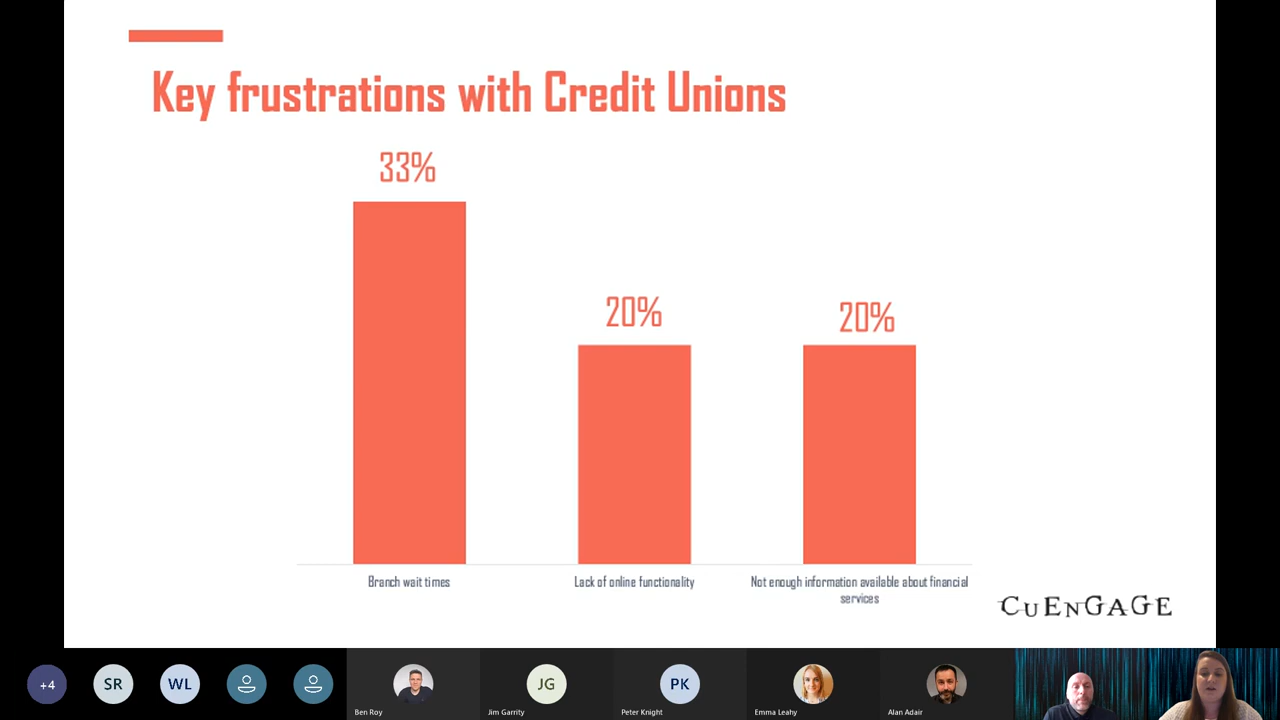 Key frustrations with Credit Unions
33%
20%
20%
Branch wait times
Lack of online functionality
Not enough information available about financial
services
CUENGAGE
+4
SR
WL
Ben Roy
JG
Jim Garrity
PK
Peter Knight
Emma Leahy
Alan Adair